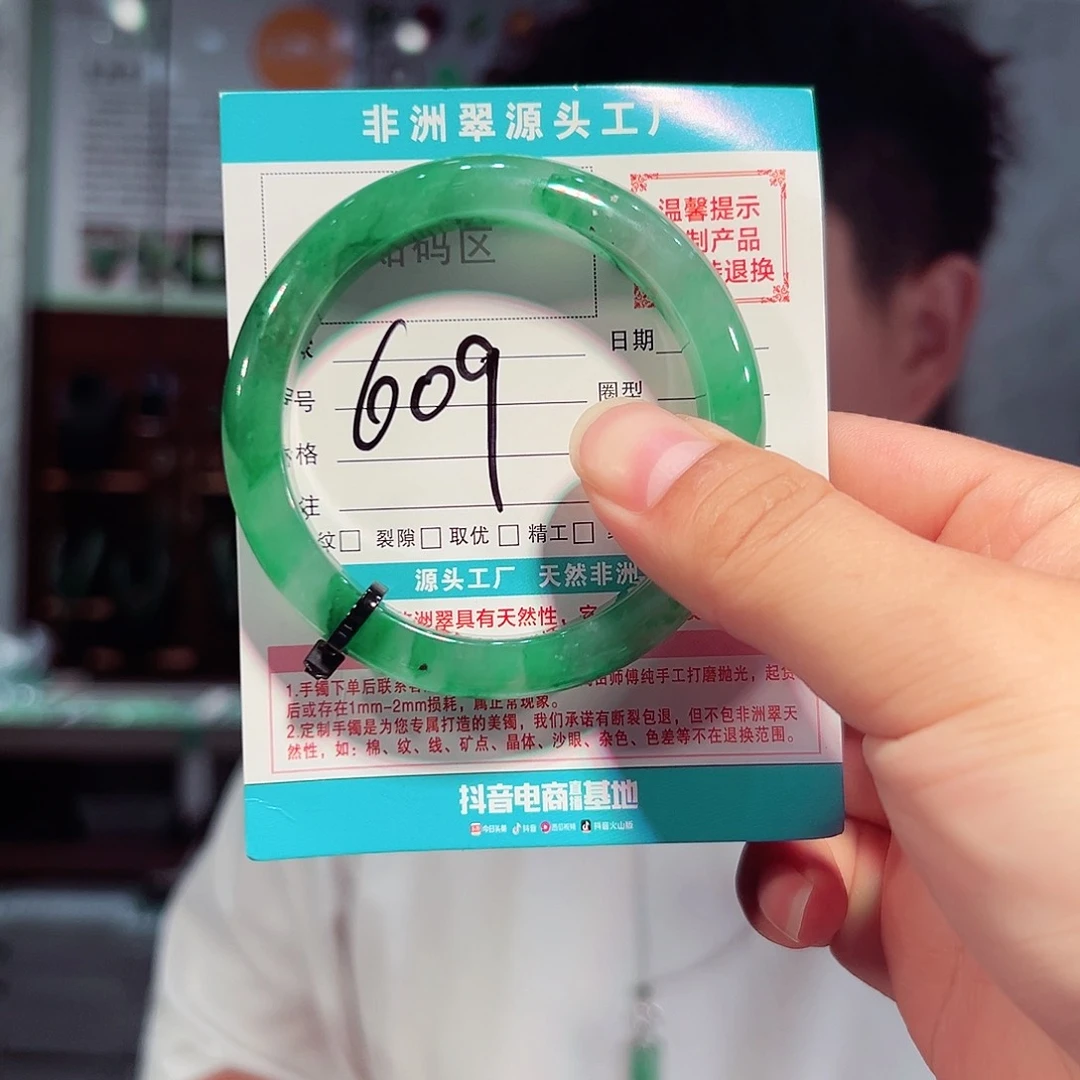 非洲翠源头工厂
码区
温馨提示
制产品
退换
日期
609
号
圈型
格
注
纹□ 裂隙□ 取优□ 精工□
源头工厂 天然非洲
非洲翠具有天然性，
1.手镯下单后联系
师傅纯手工打磨抛光，起货
后或存在1mm-2mm损耗，属正常现象。
2.定制手镯是为您专属打造的美镯，我们承诺有断裂包退，但不包非洲翠天
然性，如：棉、纹、线、矿点、晶体、沙眼、杂色、色差等不在退换范围。
抖音电商直播基地
今日头条 抖音 西瓜视频 抖音火山版